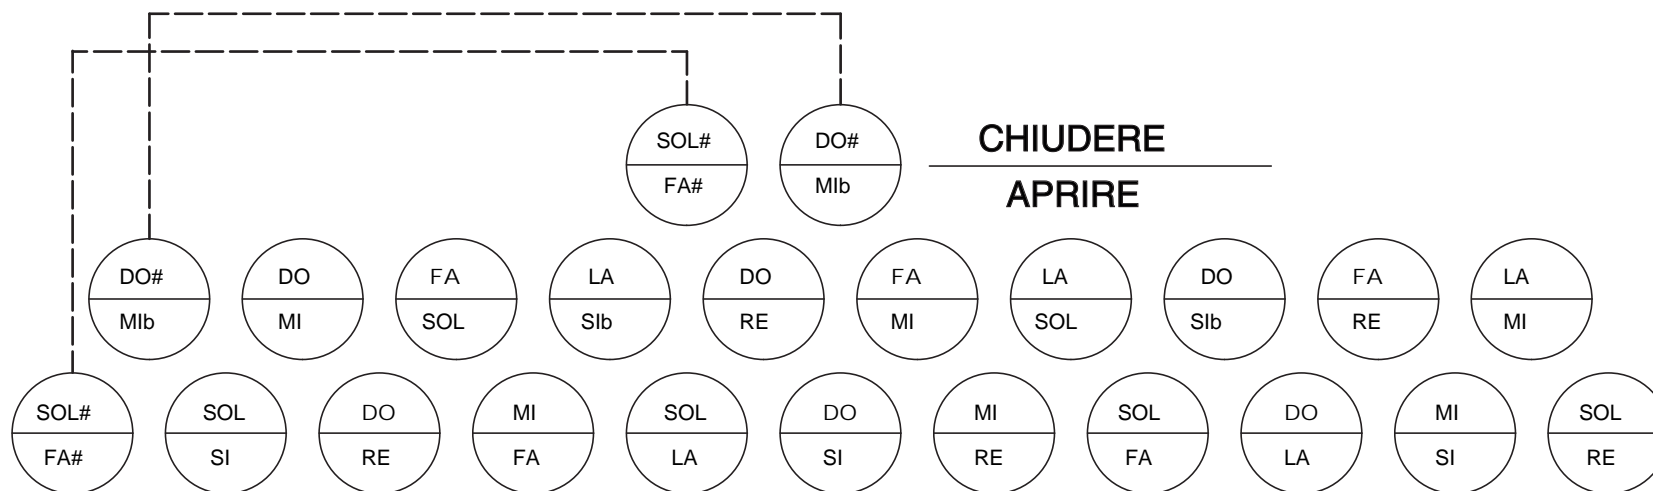 SOL# DO# CHIUDERE
FA# MIb APRIRE
DO# DO FA LA DO FA LA DO FA LA
MIb MI SOL SIb RE MI SOL SIb RE MI
SOL# SOL DO MI SOL DO MI SOL DO MI SOL
FA# SI RE FA LA SI RE FA LA SI RE